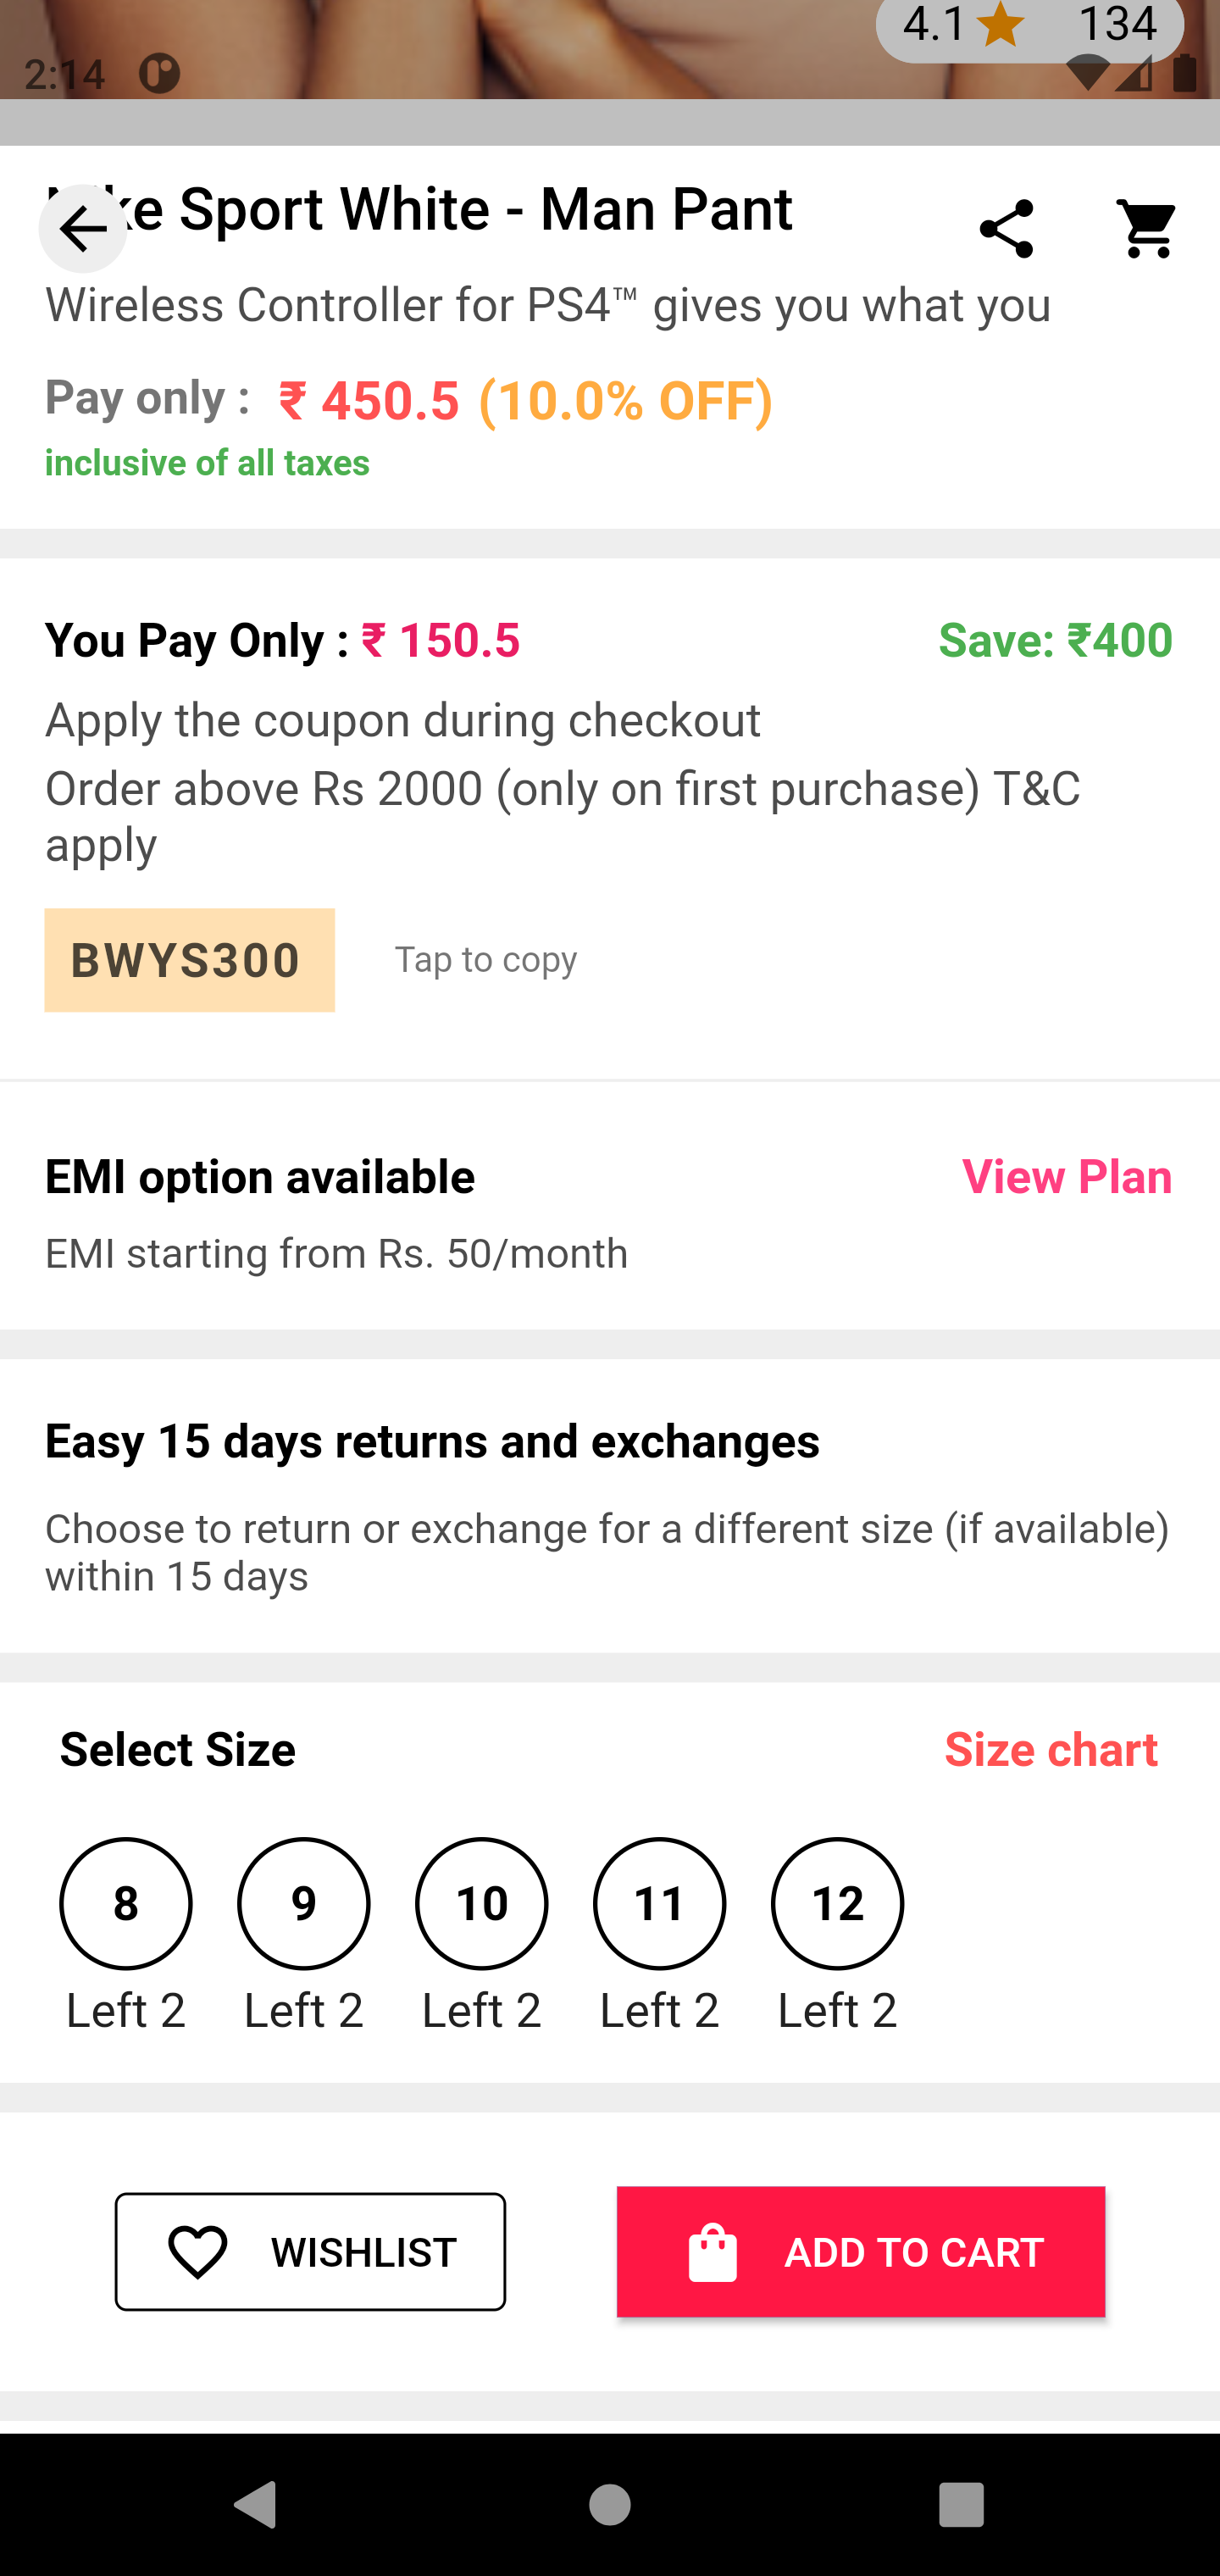 4.1 134
2:14
ke Sport White - Man Pant
Wireless Controller for PS4™ gives you what you
Pay only : ₹ 450.5 (10.0% OFF)
inclusive of all taxes
You Pay Only : ₹ 150.5 Save: ₹400
Apply the coupon during checkout
Order above Rs 2000 (only on first purchase) T&C
apply
BWYS300 Tap to copy
EMI option available View Plan
EMI starting from Rs. 50/month
Easy 15 days returns and exchanges
Choose to return or exchange for a different size (if available)
within 15 days
Select Size Size chart
8 9 10 11 12
Left 2 Left 2 Left 2 Left 2 Left 2
WISHLIST ADD TO CART